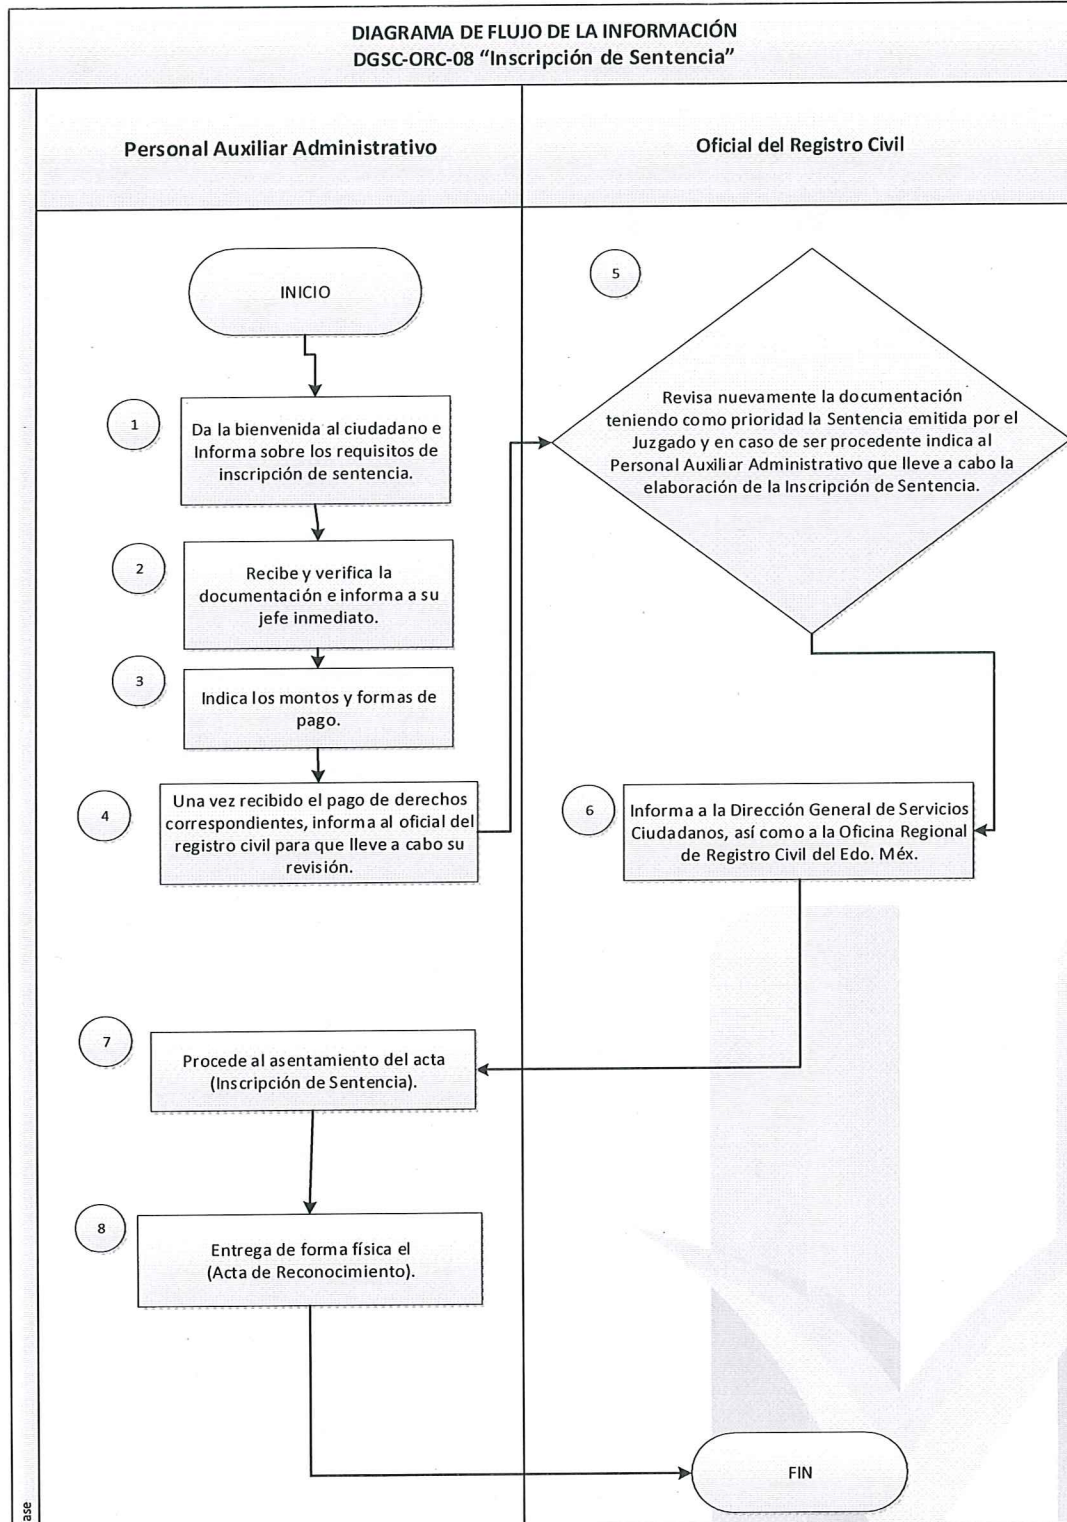 DIAGRAMA DE FLUJO DE LA INFORMACIÓN
DGSC-ORC-08 “Inscripción de Sentencia”
Personal Auxiliar Administrativo
Oficial del Registro Civil
INICIO
1
Da la bienvenida al ciudadano e
Informa sobre los requisitos de
inscripción de sentencia.
2
Recibe y verifica la
documentación e informa a su
jefe inmediato.
3
Indica los montos y formas de
pago.
4
Una vez recibido el pago de derechos
correspondientes, informa al oficial del
registro civil para que lleve a cabo su
revisión.
5
Revisa nuevamente la documentación
teniendo como prioridad la Sentencia emitida por el
Juzgado y en caso de ser procedente indica al
Personal Auxiliar Administrativo que lleve a cabo la
elaboración de la Inscripción de Sentencia.
6
Informa a la Dirección General de Servicios
Ciudadanos, así como a la Oficina Regional
de Registro Civil del Edo. Méx.
7
Procede al asentamiento del acta
(Inscripción de Sentencia).
8
Entrega de forma física el
(Acta de Reconocimiento).
FIN
ase